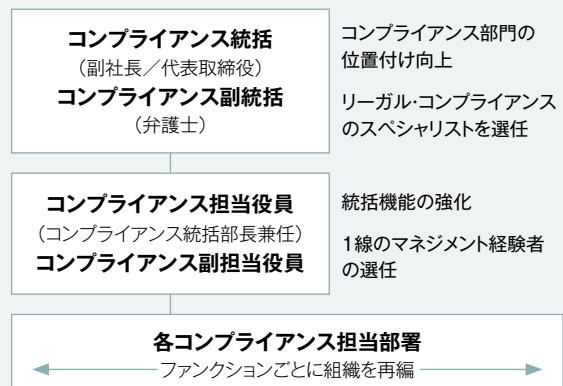 コンプライアンス統括
（副社長／代表取締役）
コンプライアンス副統括
（弁護士）
コンプライアンス部門の
位置付け向上
リーガル・コンプライアンス
のスペシャリストを選任
コンプライアンス担当役員
（コンプライアンス統括部長兼任）
コンプライアンス副担当役員
統括機能の強化
1線のマネジメント経験者
の選任
各コンプライアンス担当部署
ファンクションごとに組織を再編